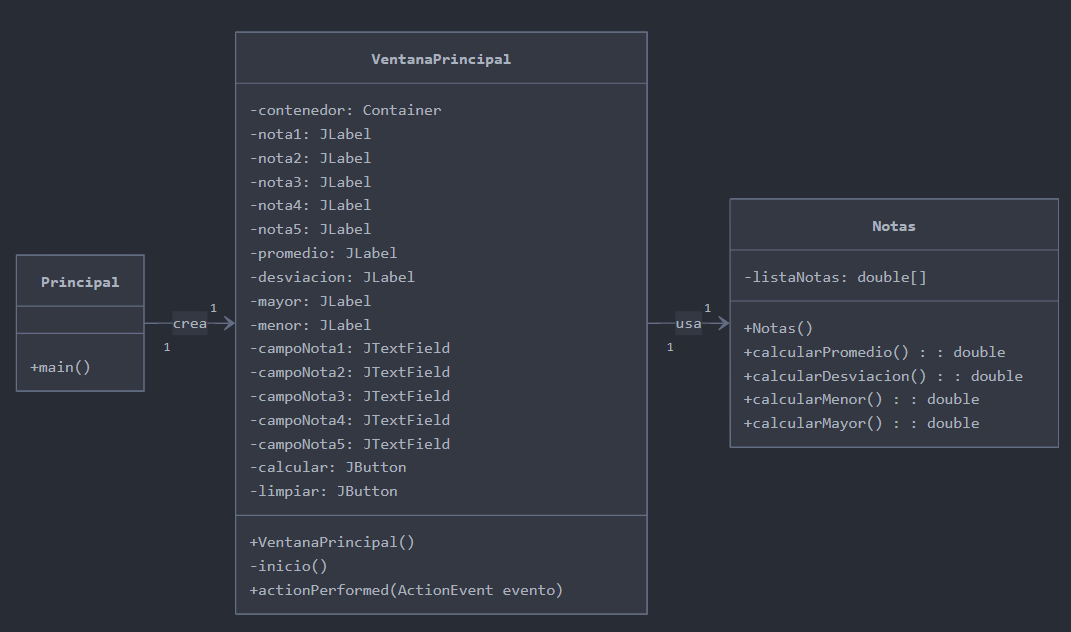 Principal
+main()
crea
1
1
VentanaPrincipal
-contenedor: Container
-nota1: JLabel
-nota2: JLabel
-nota3: JLabel
-nota4: JLabel
-nota5: JLabel
-promedio: JLabel
-desviacion: JLabel
-mayor: JLabel
-menor: JLabel
-campoNota1: JTextField
-campoNota2: JTextField
-campoNota3: JTextField
-campoNota4: JTextField
-campoNota5: JTextField
-calcular: JButton
-limpiar: JButton
+VentanaPrincipal()
-inicio()
+actionPerformed(ActionEvent evento)
usa
1
1
Notas
-listaNotas: double[]
+Notas()
+calcularPromedio() : : double
+calcularDesviacion() : : double
+calcularMenor() : : double
+calcularMayor() : : double